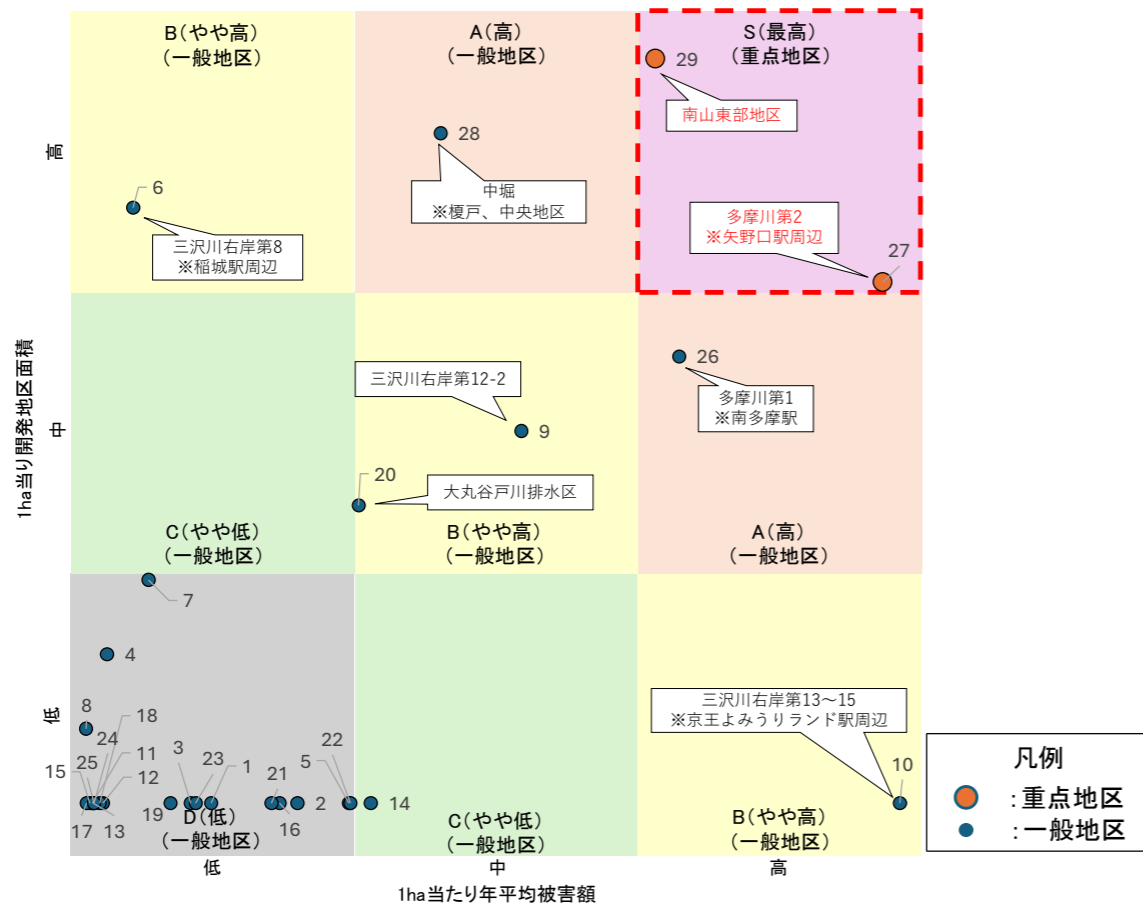 B(やや高)
(一般地区)
A(高)
(一般地区)
S(最高)
(重点地区)
29
南山東部地区
28
中堀
※榎戸、中央地区
6
三沢川右岸第8
※稲城駅周辺
多摩川第2
※矢野口駅周辺
27
高
1ha当り開発地区面積
中
低
三沢川右岸第12-2
9
26
多摩川第1
※南多摩駅
20
大丸谷戸川排水区
C(やや低)
(一般地区)
B(やや高)
(一般地区)
A(高)
(一般地区)
7
4
8
18
24
11
25
12
15
17
13
3
23
1
19
21
16
2
22
5
14
D(低)
(一般地区)
C(やや低)
(一般地区)
三沢川右岸第13～15
※京王よみうりランド駅周辺
10
B(やや高)
(一般地区)
低
中
高
1ha当たり年平均被害額
凡例
:重点地区
:一般地区